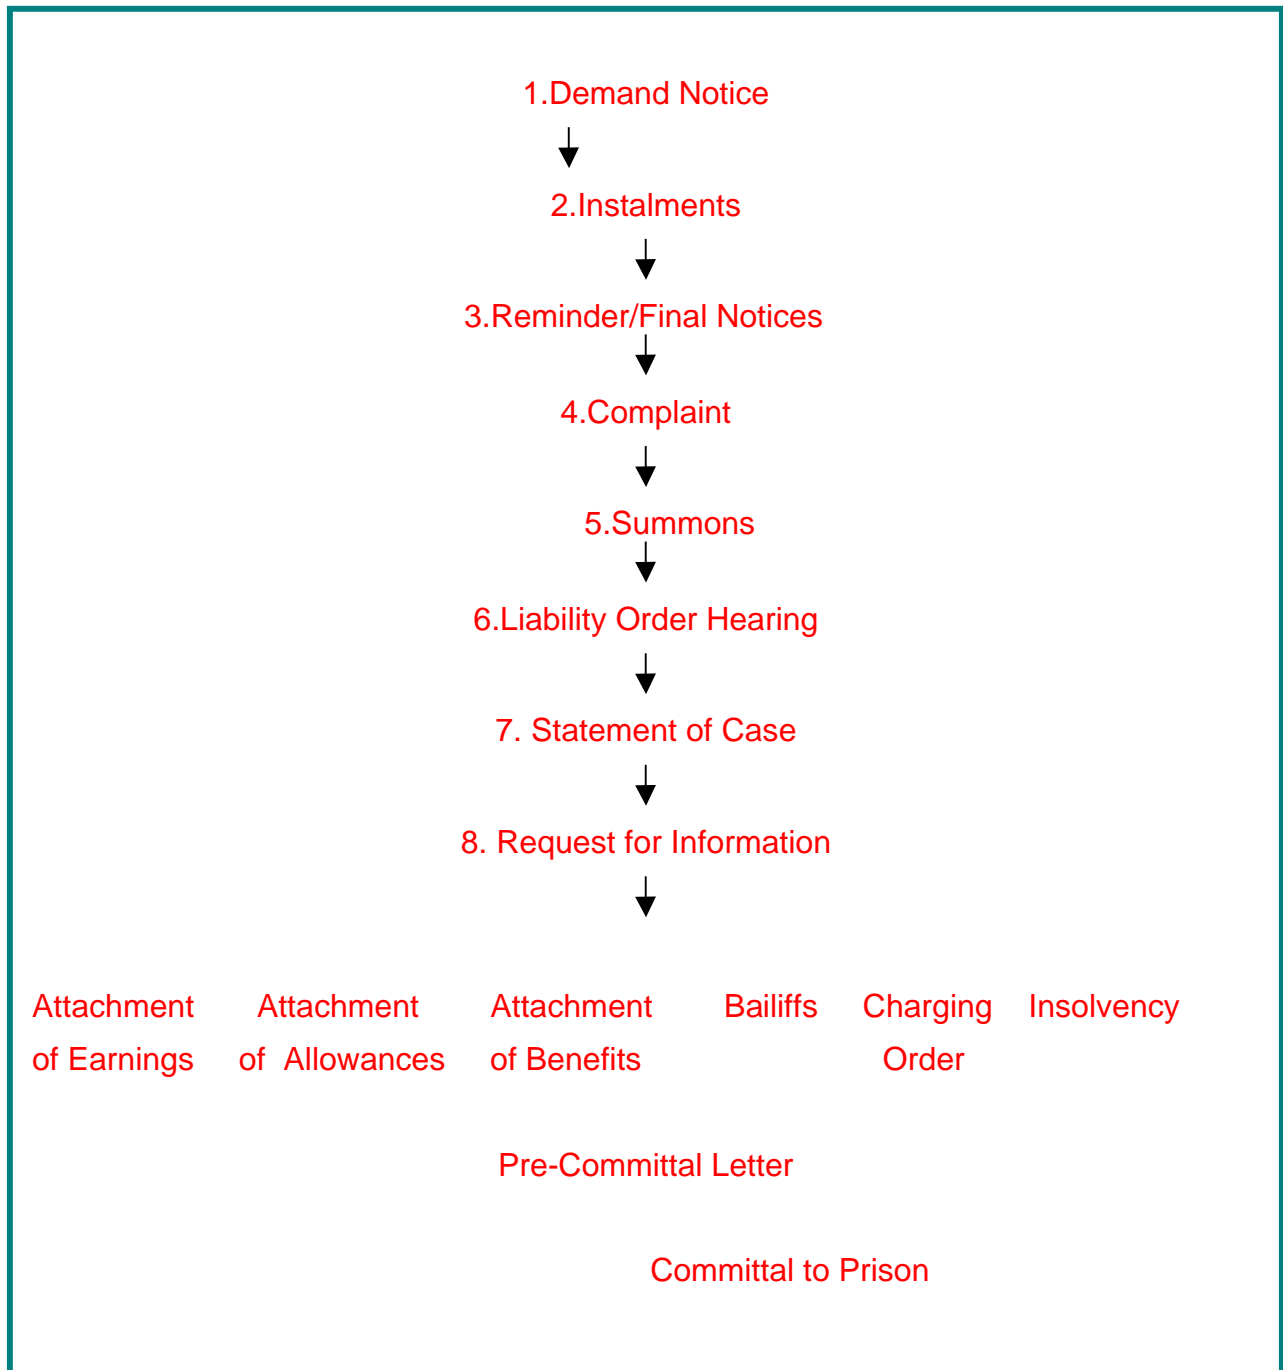 1.Demand Notice
2.Instalments
3.Reminder/Final Notices
4.Complaint
5.Summons
6.Liability Order Hearing
7. Statement of Case
8. Request for Information
Attachment Attachment Attachment Bailiffs Charging Insolvency
of Earnings of Allowances of Benefits Order
Pre-Committal Letter
Committal to Prison